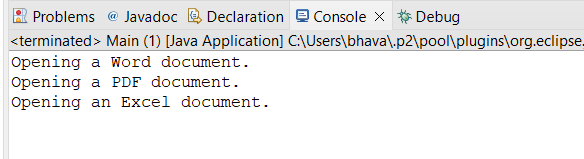 Problems @ Javadoc Declaration Console × Debug
<terminated> Main (1) [Java Application] C:\Users\bhava\.p2\pool\plugins\org.eclipse.
Opening a Word document.
Opening a PDF document.
Opening an Excel document.